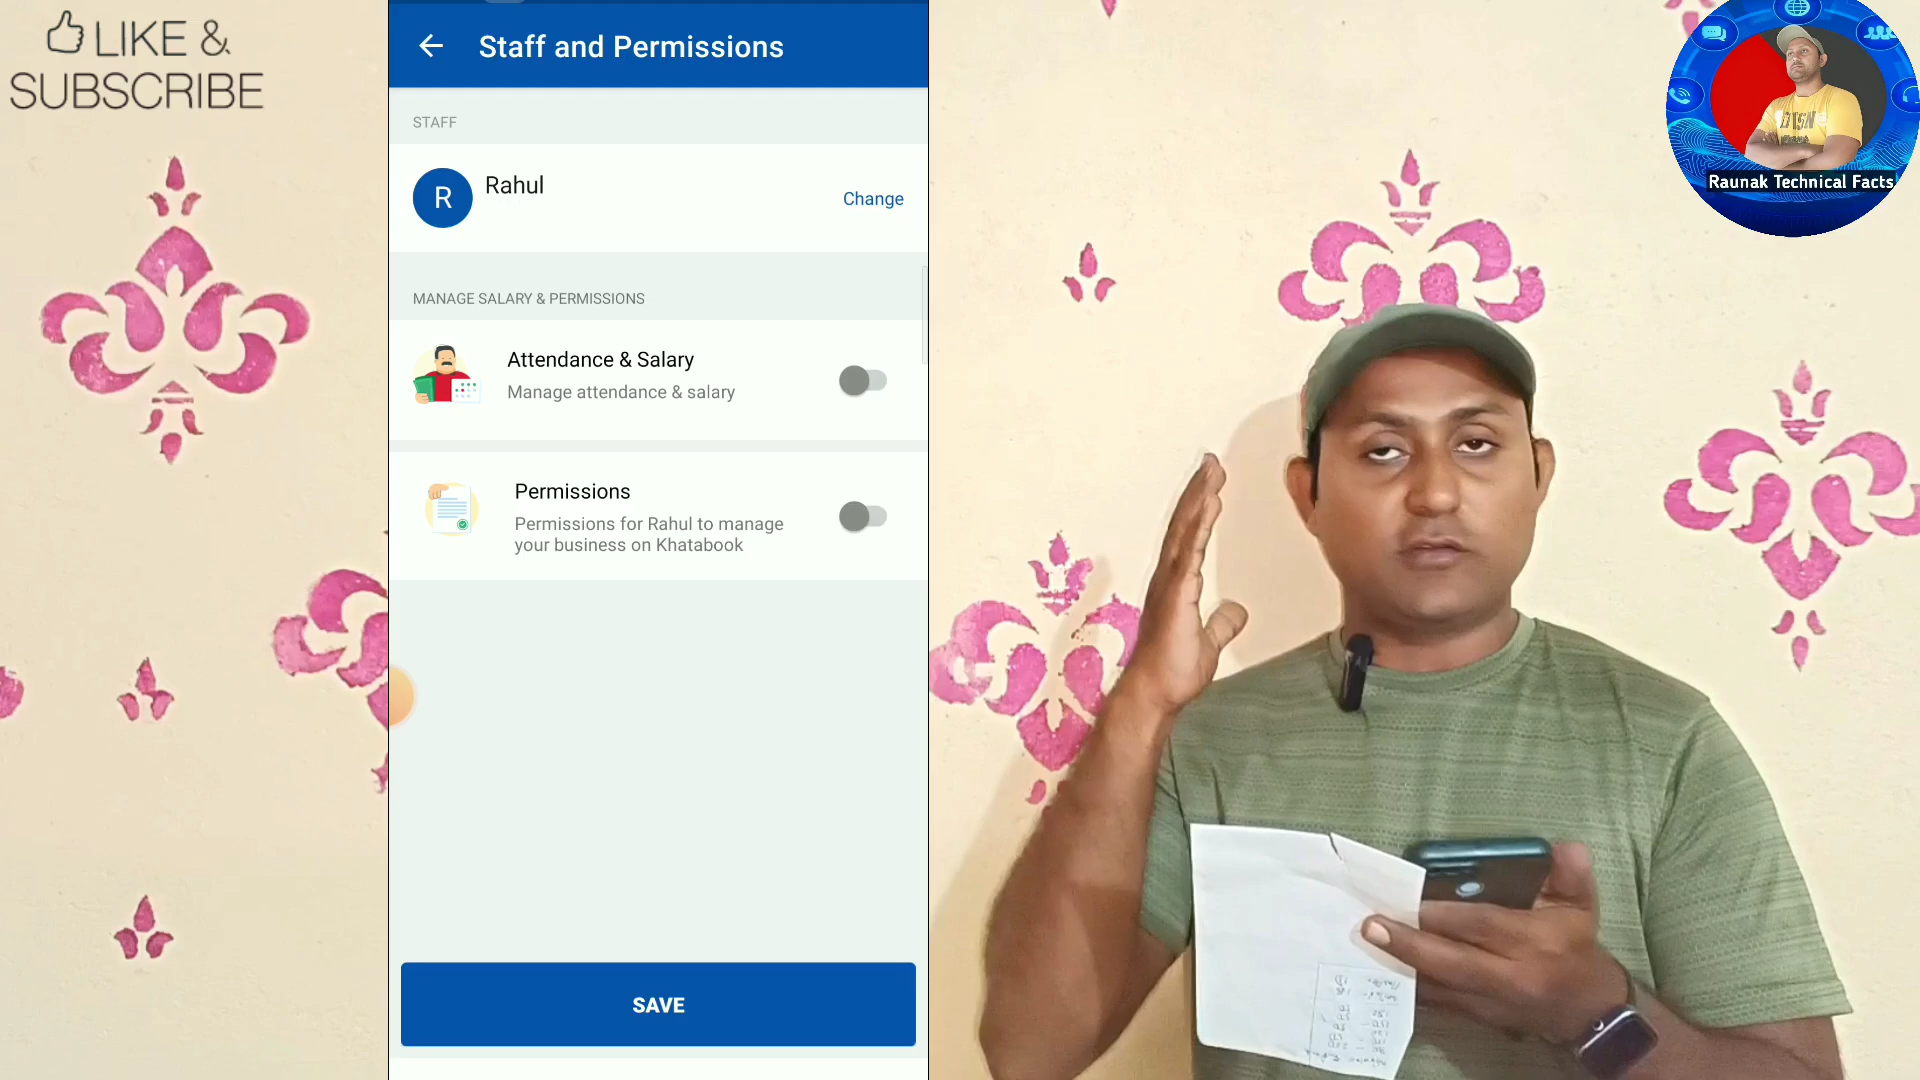 LIKE &
SUBSCRIBE
Staff and Permissions
STAFF
R
Rahul
Change
MANAGE SALARY & PERMISSIONS
Attendance & Salary
Manage attendance & salary
Permissions
Permissions for Rahul to manage
your business on Khatabook
SAVE
Raunak Technical Facts